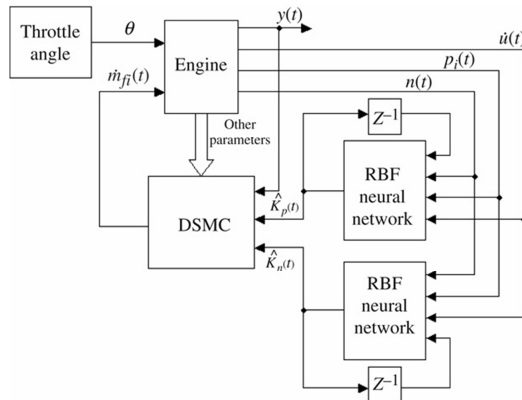 Throttle
angle
θ
ṁfi(t)
Engine
y(t)
u̇(t)
pi(t)
n(t)
Other
parameters
Z−1
RBF
neural
network
K̂p(t)
DSMC
K̂n(t)
RBF
neural
network
Z−1